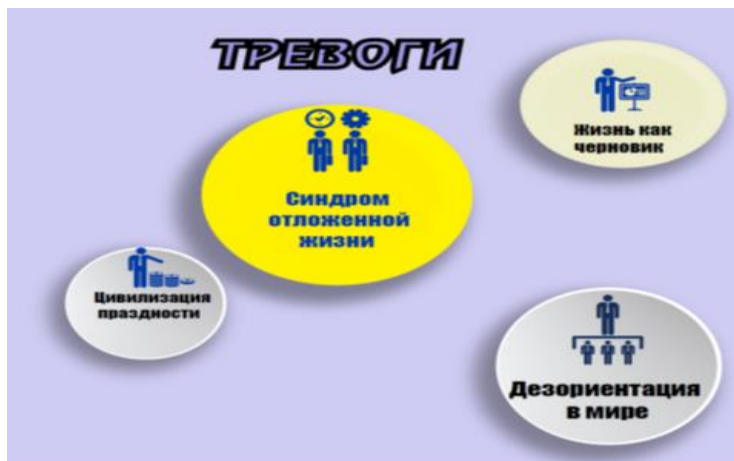 ТРЕВОГИ
Жизнь как
черновик
Синдром
отложенной
жизни
Цивилизация
праздности
Дезориентация
в мире